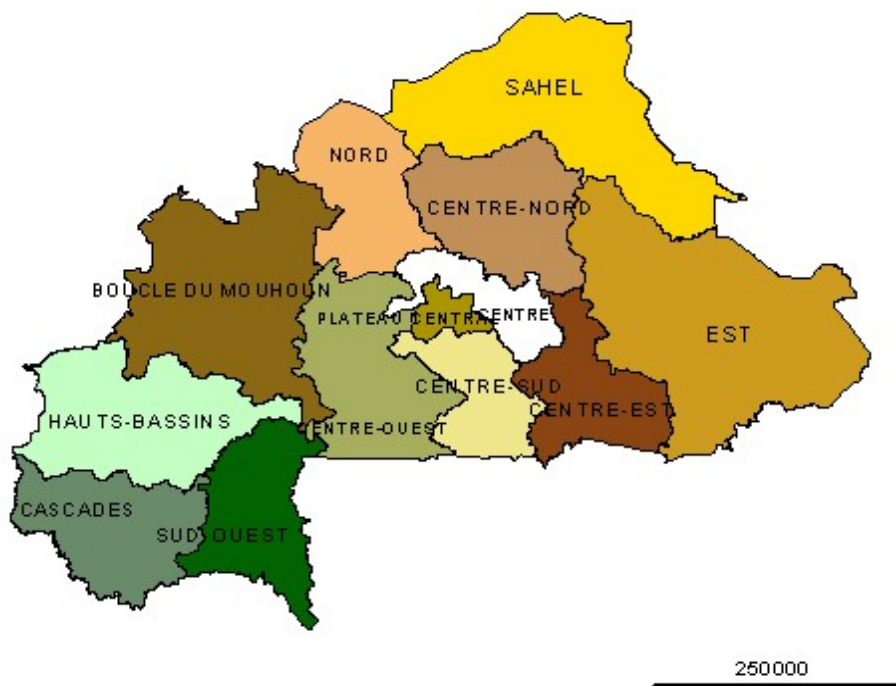 SAHEL
NORD
CENTRE-NORD
BOUCLE DU MOUHOUN
PLATEAU CENTRAL
CENTRE
EST
CENTRE-SUD
CENTRE-EST
HAUTS-BASSINS
CENTRE-OUEST
CASCADES
SUD OUEST
250000